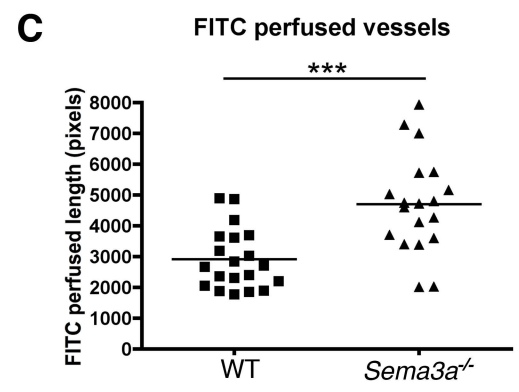 C
FITC perfused vessels
***
FITC perfused length (pixels)
8000
7000
6000
5000
4000
3000
2000
1000
0
WT
Sema3a-/-